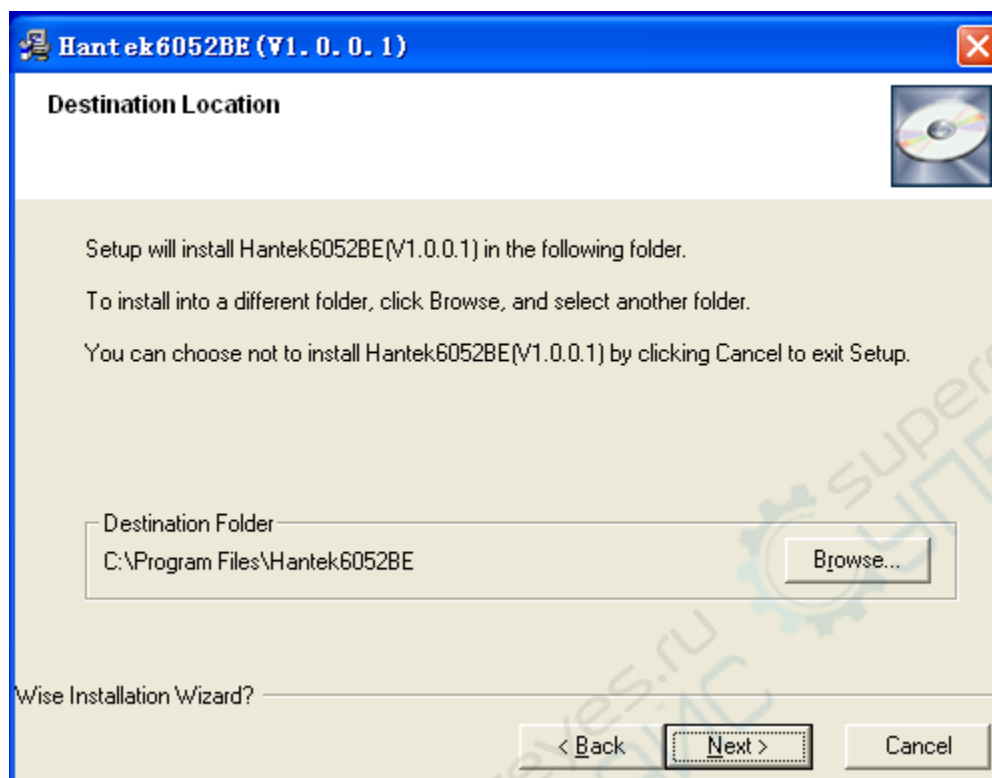 Hantek6052BE(V1.0.0.1)
Destination Location
Setup will install Hantek6052BE(V1.0.0.1) in the following folder.
To install into a different folder, click Browse, and select another folder.
You can choose not to install Hantek6052BE(V1.0.0.1) by clicking Cancel to exit Setup.
Destination Folder
C:\Program Files\Hantek6052BE
Browse...
Wise Installation Wizard?
< Back
Next >
Cancel